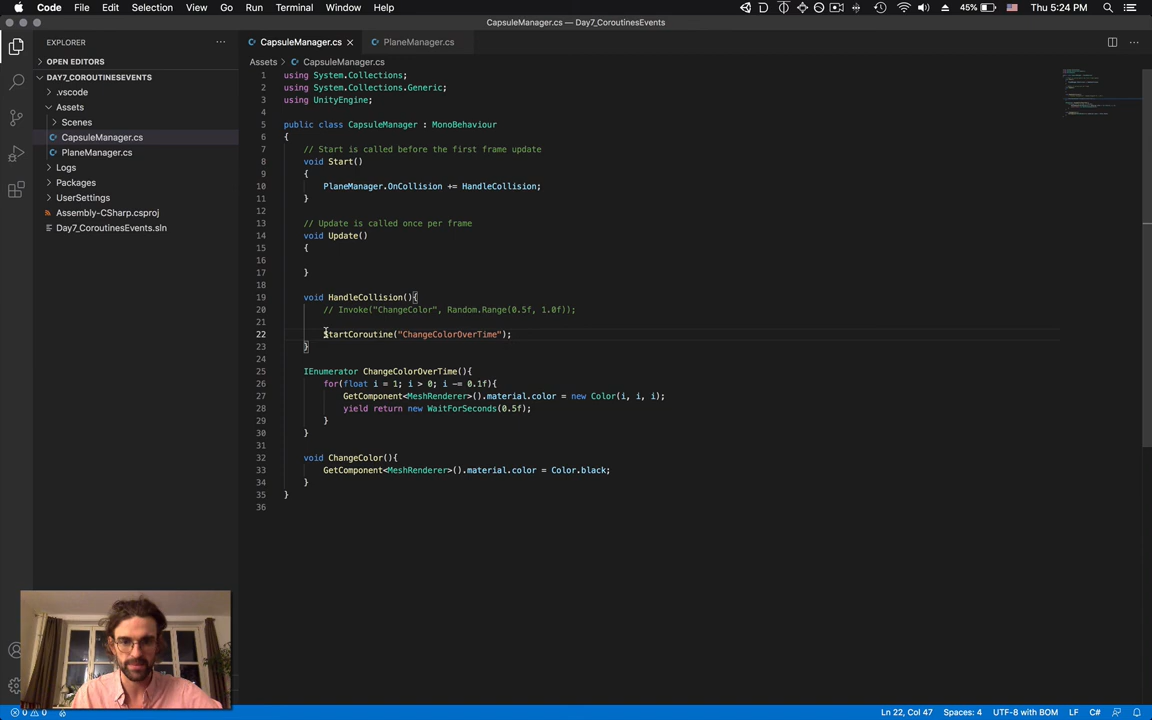 Code File Edit Selection View Go Run Terminal Window Help 45% Thu 5:24 PM
CapsuleManager.cs — Day7_CoroutinesEvents
EXPLORER
CapsuleManager.cs
PlaneManager.cs
OPEN EDITORS
Assets > CapsuleManager.cs
DAY7_COROUTINESEVENTS
.vscode
Assets
Scenes
CapsuleManager.cs
PlaneManager.cs
Logs
Packages
UserSettings
Assembly-CSharp.csproj
Day7_CoroutinesEvents.sln
1 using System.Collections;
2 using System.Collections.Generic;
3 using UnityEngine;
4
5 public class CapsuleManager : MonoBehaviour
6 {
7 // Start is called before the first frame update
8 void Start()
9 {
10 PlaneManager.OnCollision += HandleCollision;
11 }
12
13 // Update is called once per frame
14 void Update()
15 {
16
17 }
18
19 void HandleCollision(){
20 // Invoke("ChangeColor", Random.Range(0.5f, 1.0f));
21
22 StartCoroutine("ChangeColorOverTime");
23 }
24
25 IEnumerator ChangeColorOverTime(){
26 for(float i = 1; i > 0; i -= 0.1f){
27 GetComponent<MeshRenderer>().material.color = new Color(i, i, i);
28 yield return new WaitForSeconds(0.5f);
29 }
30 }
31
32 void ChangeColor(){
33 GetComponent<MeshRenderer>().material.color = Color.black;
34 }
35 }
36
0 0 Ln 22, Col 47 Spaces: 4 UTF-8 with BOM LF C#